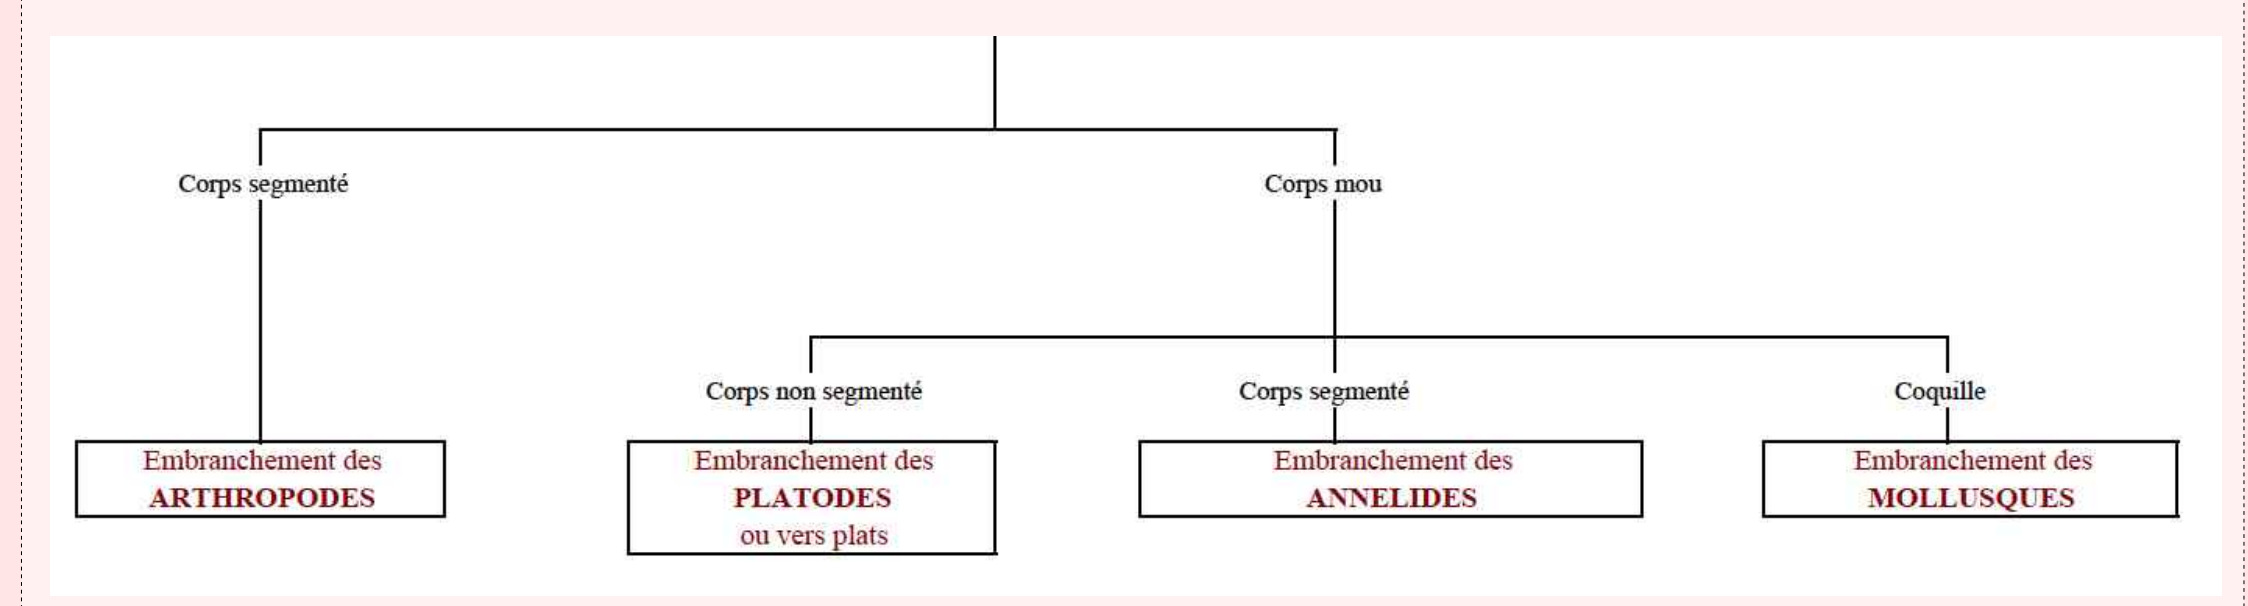 Corps segmenté
Corps mou
Corps non segmenté
Corps segmenté
Coquille
Embranchement des
ARTHROPODES
Embranchement des
PLATODES
ou vers plats
Embranchement des
ANNELIDES
Embranchement des
MOLLUSQUES